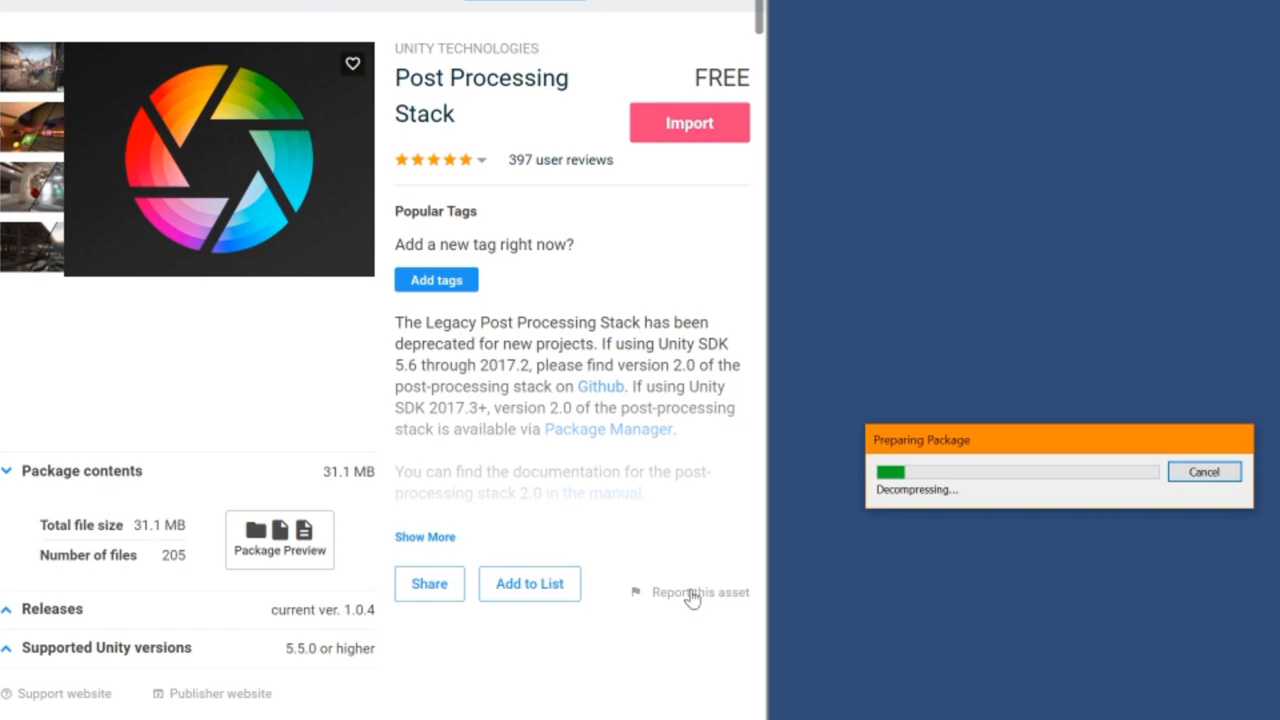 UNITY TECHNOLOGIES
Post Processing
Stack
FREE
Import
397 user reviews
Popular Tags
Add a new tag right now?
Add tags
The Legacy Post Processing Stack has been
deprecated for new projects. If using Unity SDK
5.6 through 2017.2, please find version 2.0 of the
post-processing stack on Github. If using Unity
SDK 2017.3+, version 2.0 of the post-processing
stack is available via Package Manager.
You can find the documentation for the post-
processing stack 2.0 in the manual.
Show More
Share
Add to List
Report this asset
Package contents 31.1 MB
Total file size 31.1 MB
Number of files 205
Package Preview
Releases current ver. 1.0.4
Supported Unity versions 5.5.0 or higher
Support website
Publisher website
Preparing Package
Cancel
Decompressing...